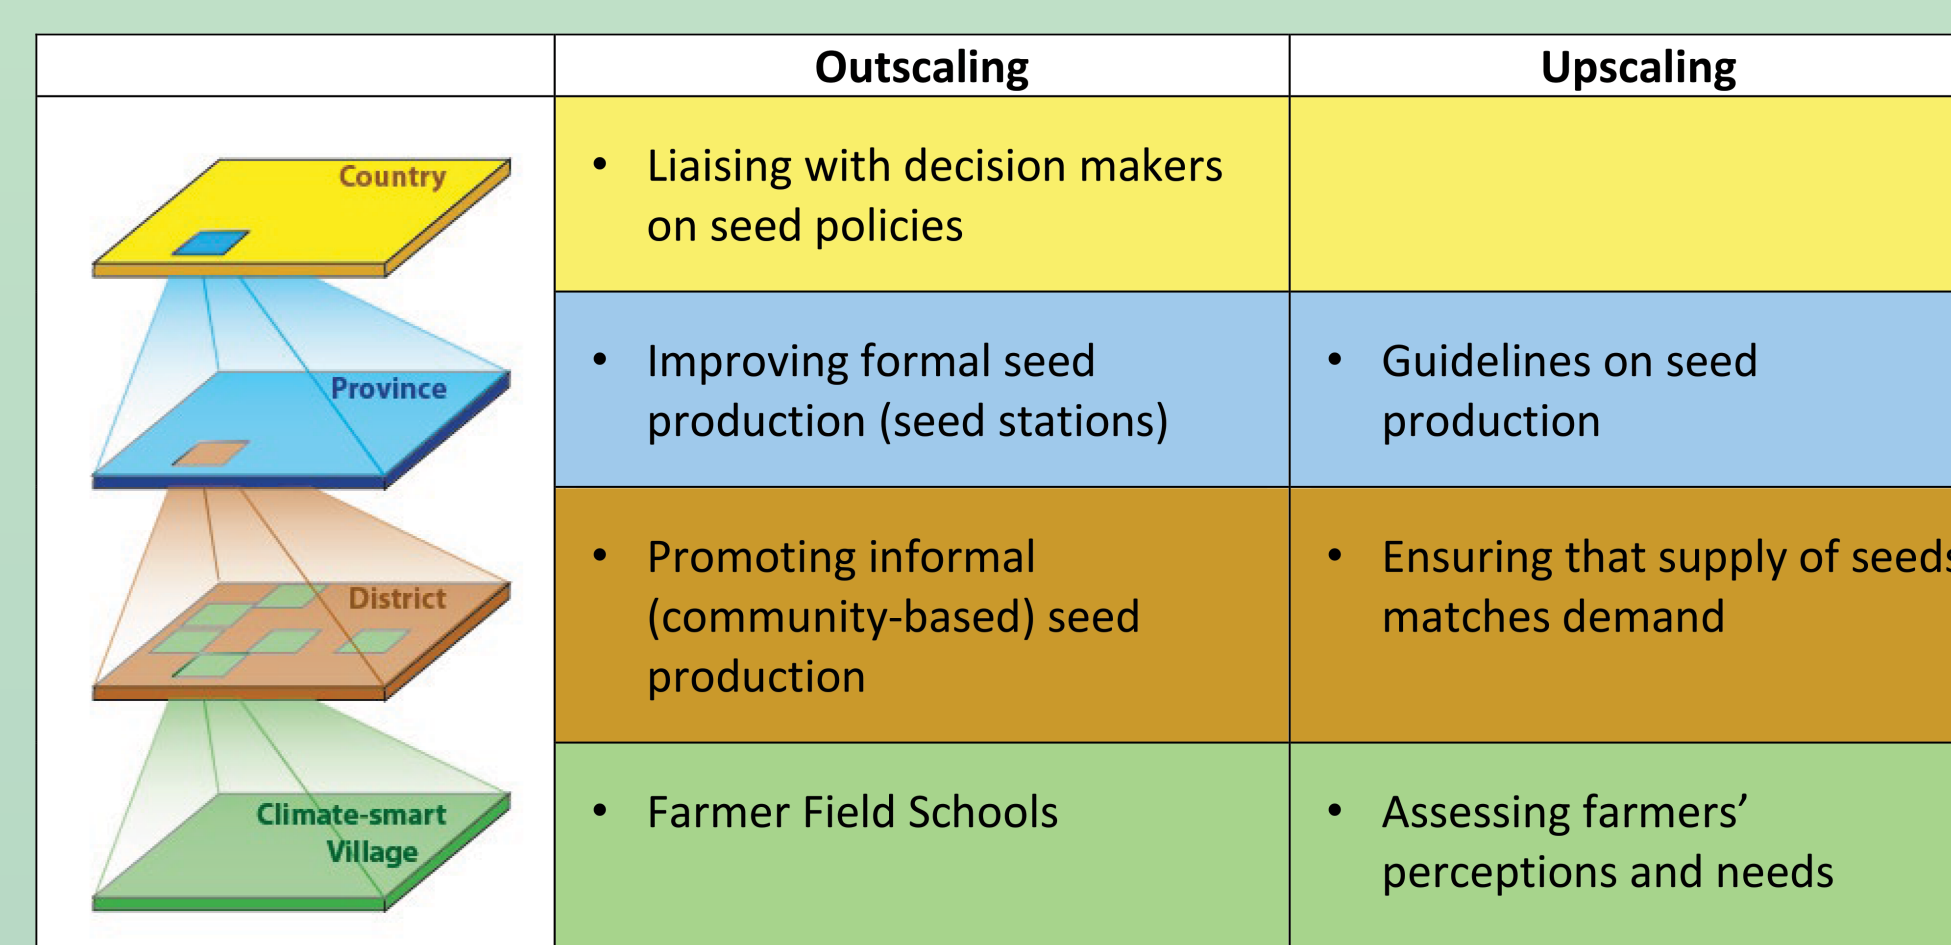 Outscaling
Upscaling
Country
• Liaising with decision makers
on seed policies
Province
• Improving formal seed
production (seed stations)
• Guidelines on seed
production
District
• Promoting informal
(community-based) seed
production
• Ensuring that supply of seeds
matches demand
Climate-smart
Village
• Farmer Field Schools
• Assessing farmers’
perceptions and needs